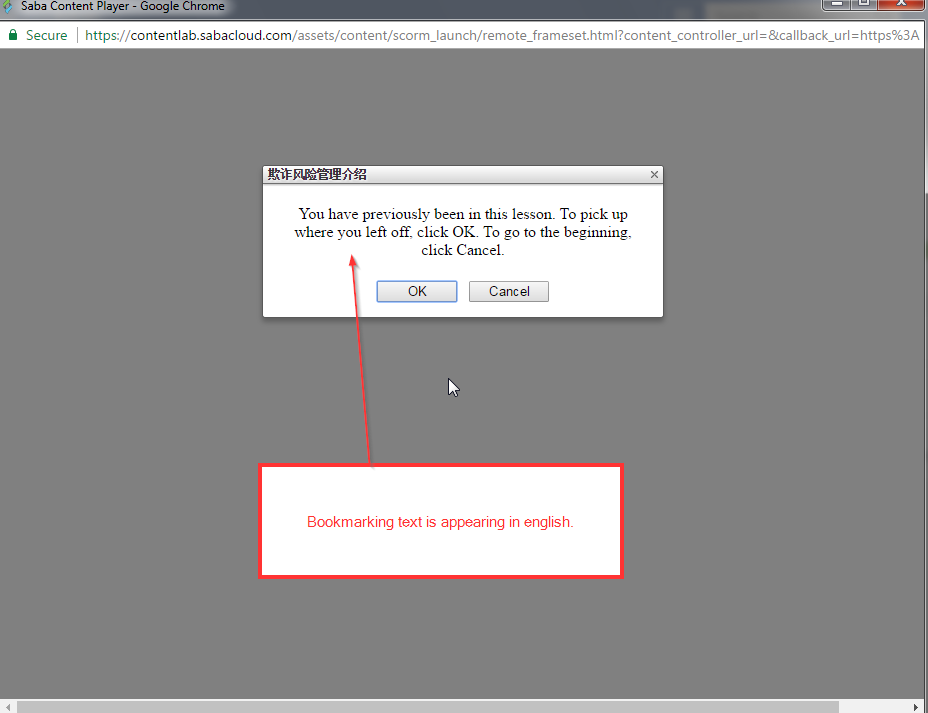 Saba Content Player - Google Chrome
Secure https://contentlab.sabacloud.com/assets/content/scorm_launch/remote_frameset.html?content_controller_url=&callback_url=https%3A
欺诈风险管理介绍
You have previously been in this lesson. To pick up
where you left off, click OK. To go to the beginning,
click Cancel.
OK Cancel
Bookmarking text is appearing in english.